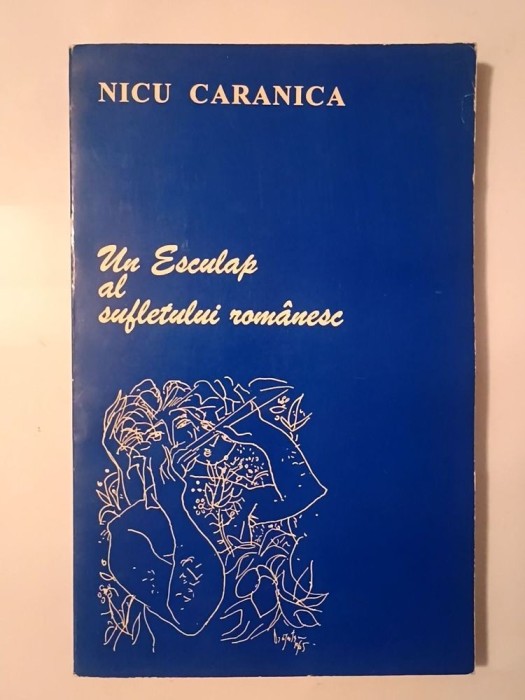 NICU CARANICA
Un Esculap
al
sufletului românesc